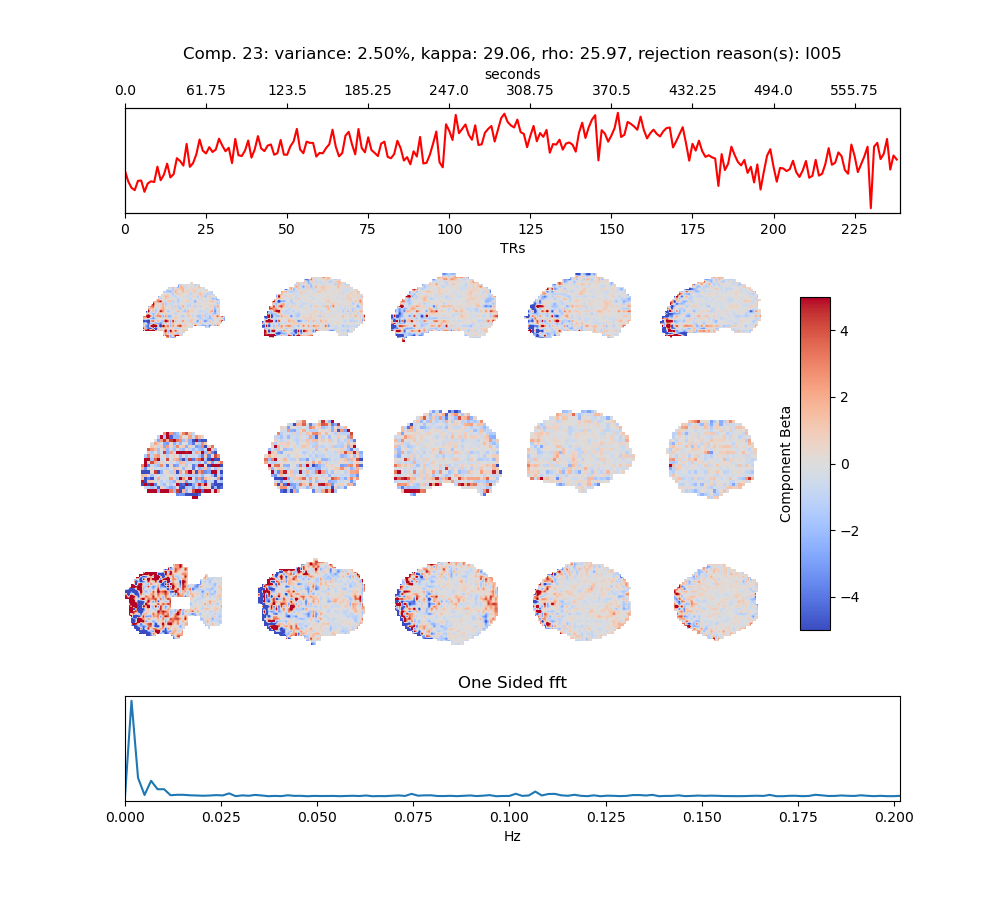 Comp. 23: variance: 2.50%, kappa: 29.06, rho: 25.97, rejection reason(s): I005
seconds
0.0 61.75 123.5 185.25 247.0 308.75 370.5 432.25 494.0 555.75
0 25 50 75 100 125 150 175 200 225
TRs
4
2
0
−2
−4
Component Beta
One Sided fft
0.000 0.025 0.050 0.075 0.100 0.125 0.150 0.175 0.200
Hz